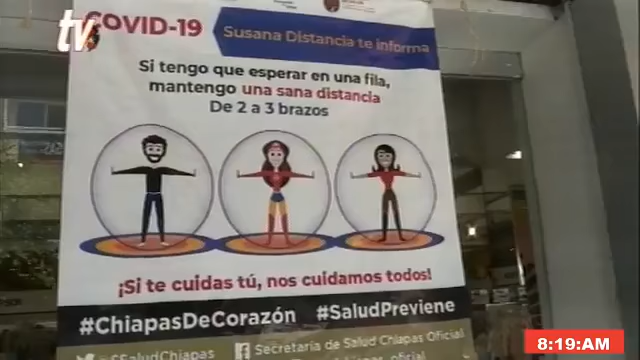 tv
COVID-19
Susana Distancia te informa
Si tengo que esperar en una fila,
mantengo una sana distancia
De 2 a 3 brazos
¡Si te cuidas tú, nos cuidamos todos!
#ChiapasDeCorazón #SaludPreviene
@SSaludChiapas
Secretaría de Salud Chiapas Oficial
oficial
8:19:AM